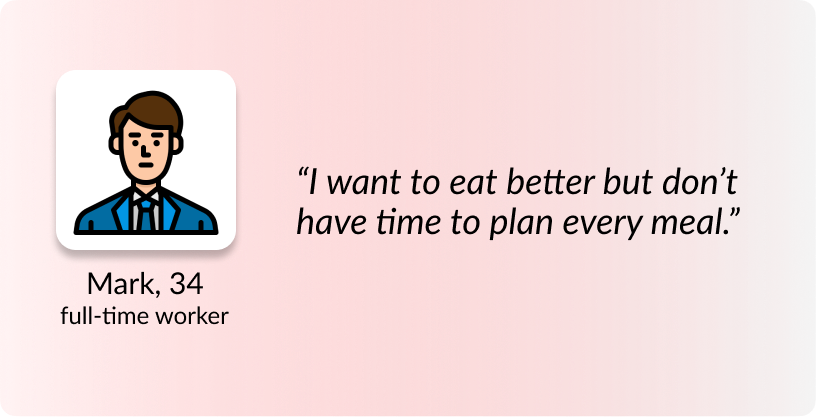 “I want to eat better but don’t
have time to plan every meal.”
Mark, 34
full-time worker